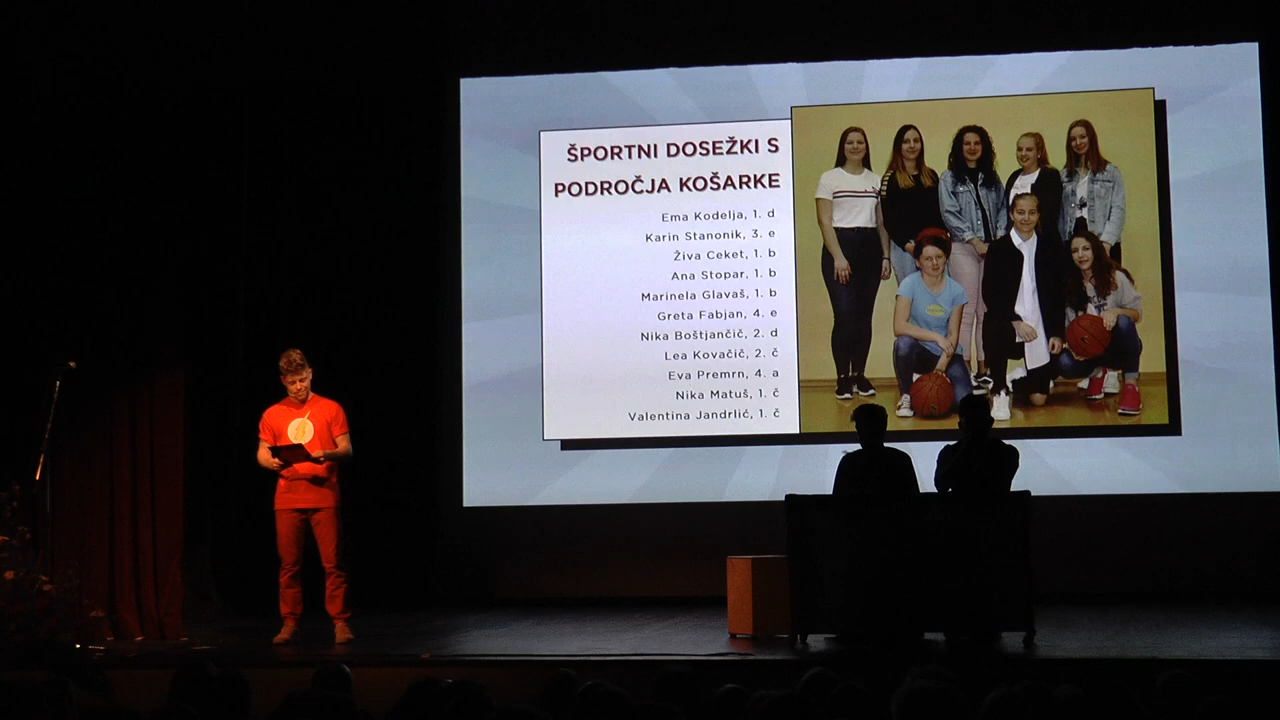 ŠPORTNI DOSEŽKI S
PODROČJA KOŠARKE
Ema Kodelja, 1. d
Karin Stanonik, 3. e
Živa Ceket, 1. b
Ana Stopar, 1. b
Marinela Glavaš, 1. b
Greta Fabjan, 4. e
Nika Boštjančič, 2. d
Lea Kovačič, 2. č
Eva Premrn, 4. a
Nika Matuš, 1. č
Valentina Jandrlić, 1. č